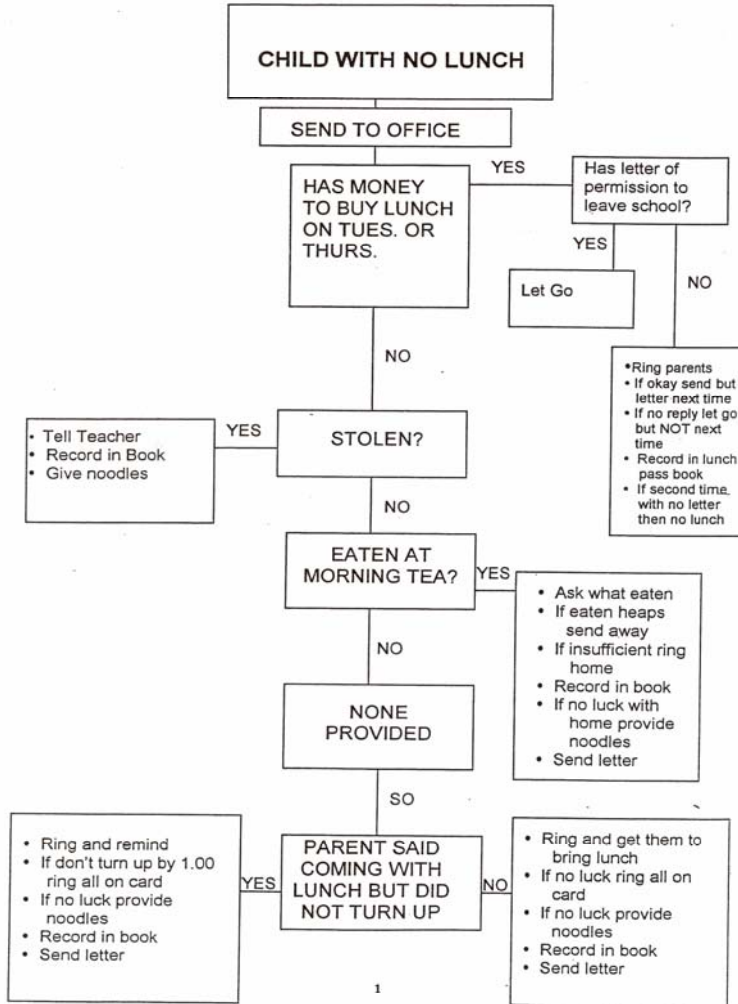 CHILD WITH NO LUNCH
SEND TO OFFICE
HAS MONEY
TO BUY LUNCH
ON TUES. OR
THURS.
YES
Has letter of
permission to
leave school?
YES
Let Go
NO
•Ring parents
• If okay send but
letter next time
• If no reply let go
but NOT next
time
• Record in lunch
pass book
• If second time
with no letter
then no lunch
NO
STOLEN?
YES
• Tell Teacher
• Record in Book
• Give noodles
NO
EATEN AT
MORNING TEA?
YES
• Ask what eaten
• If eaten heaps
send away
• If insufficient ring
home
• Record in book
• If no luck with
home provide
noodles
• Send letter
NO
NONE
PROVIDED
SO
PARENT SAID
COMING WITH
LUNCH BUT DID
NOT TURN UP
YES
• Ring and remind
• If don't turn up by 1.00
ring all on card
• If no luck provide
noodles
• Record in book
• Send letter
NO
• Ring and get them to
bring lunch
• If no luck ring all on
card
• If no luck provide
noodles
• Record in book
• Send letter
1